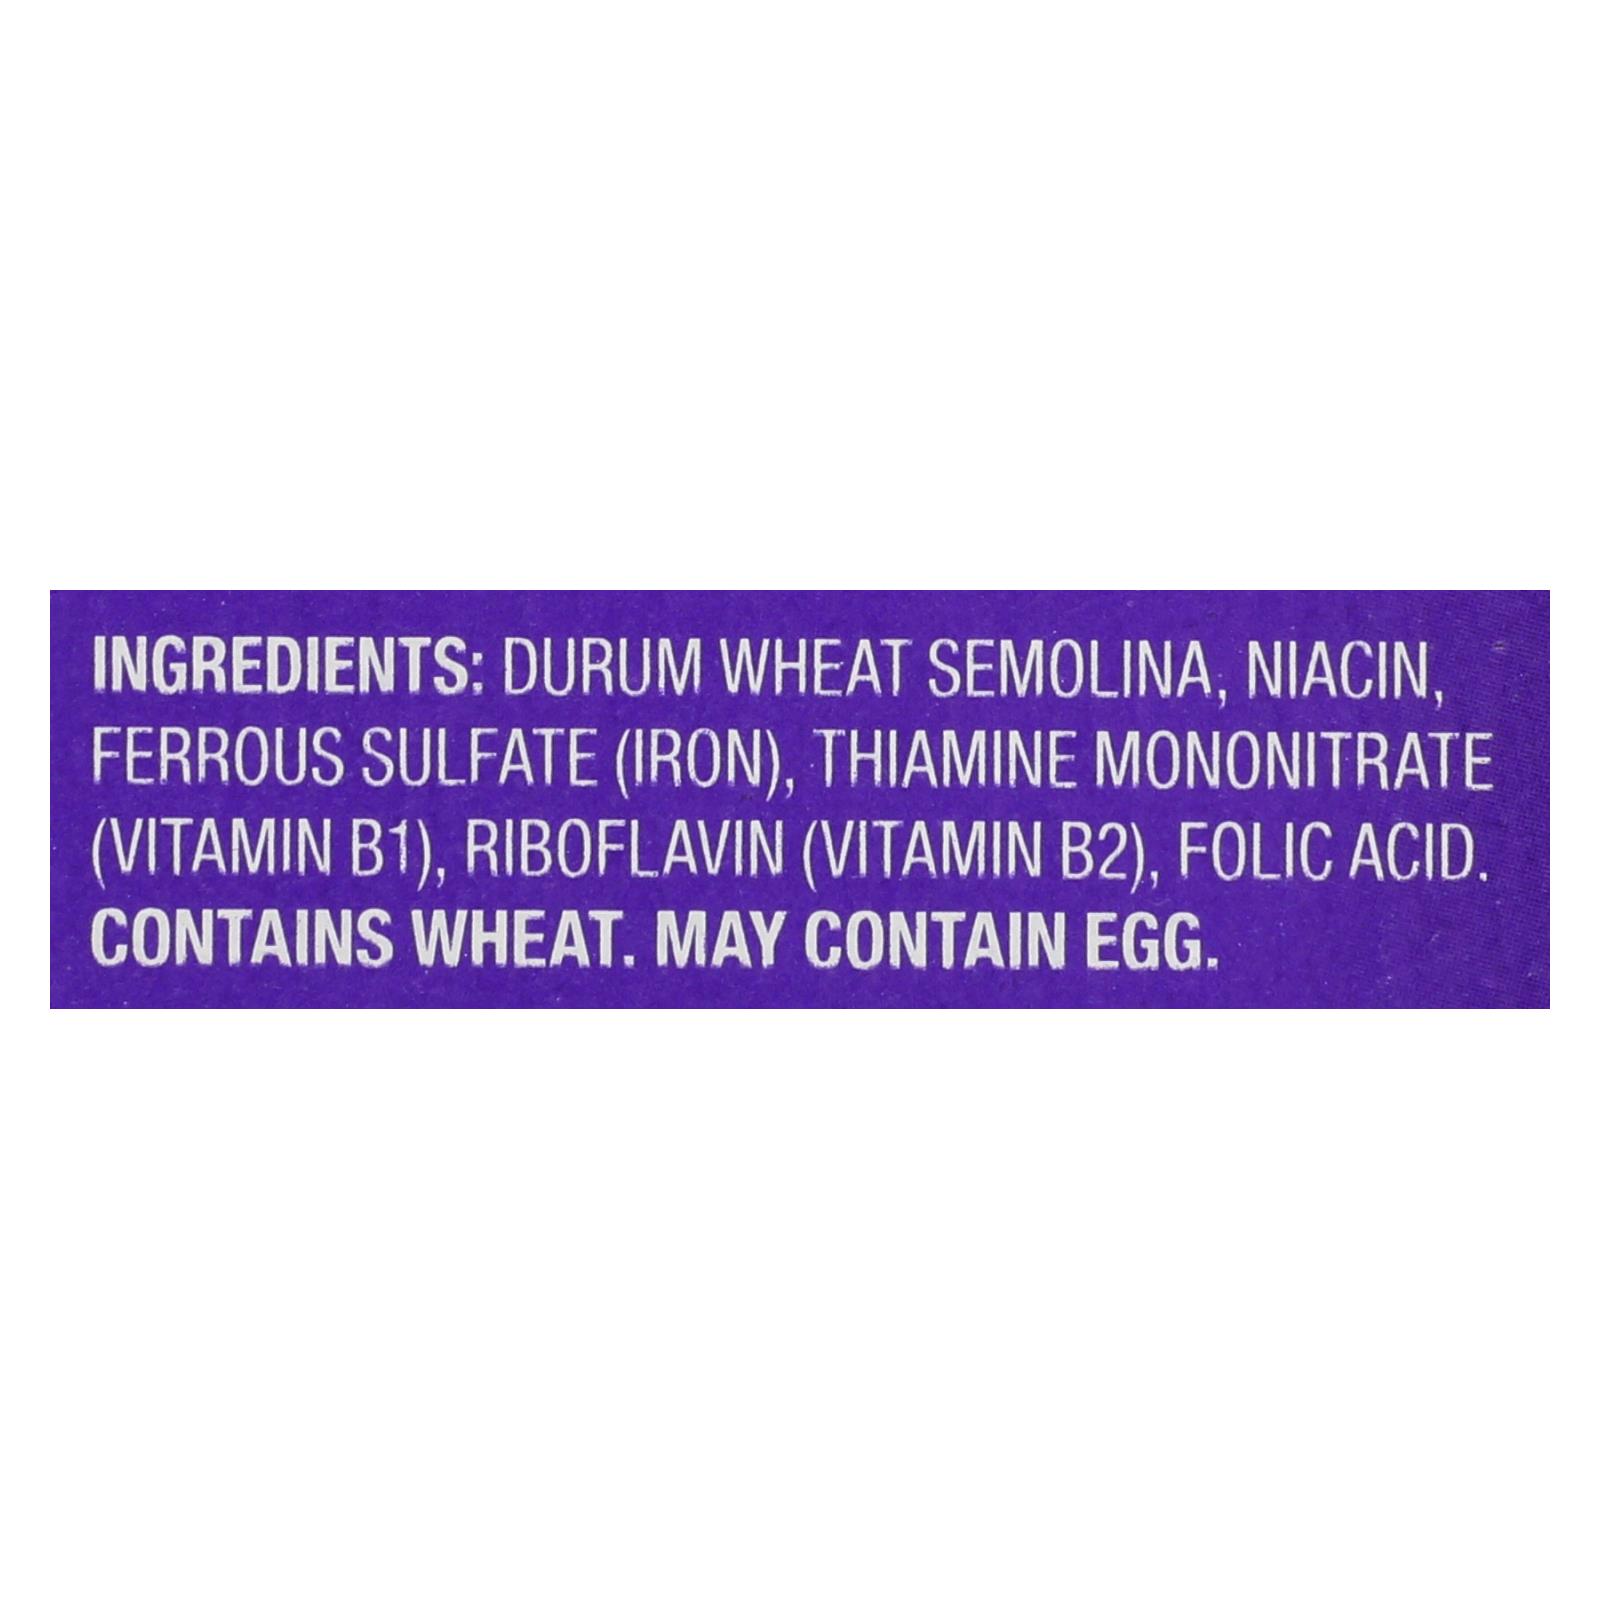 INGREDIENTS: DURUM WHEAT SEMOLINA, NIACIN,
FERROUS SULFATE (IRON), THIAMINE MONONITRATE
(VITAMIN B1), RIBOFLAVIN (VITAMIN B2), FOLIC ACID.
CONTAINS WHEAT. MAY CONTAIN EGG.